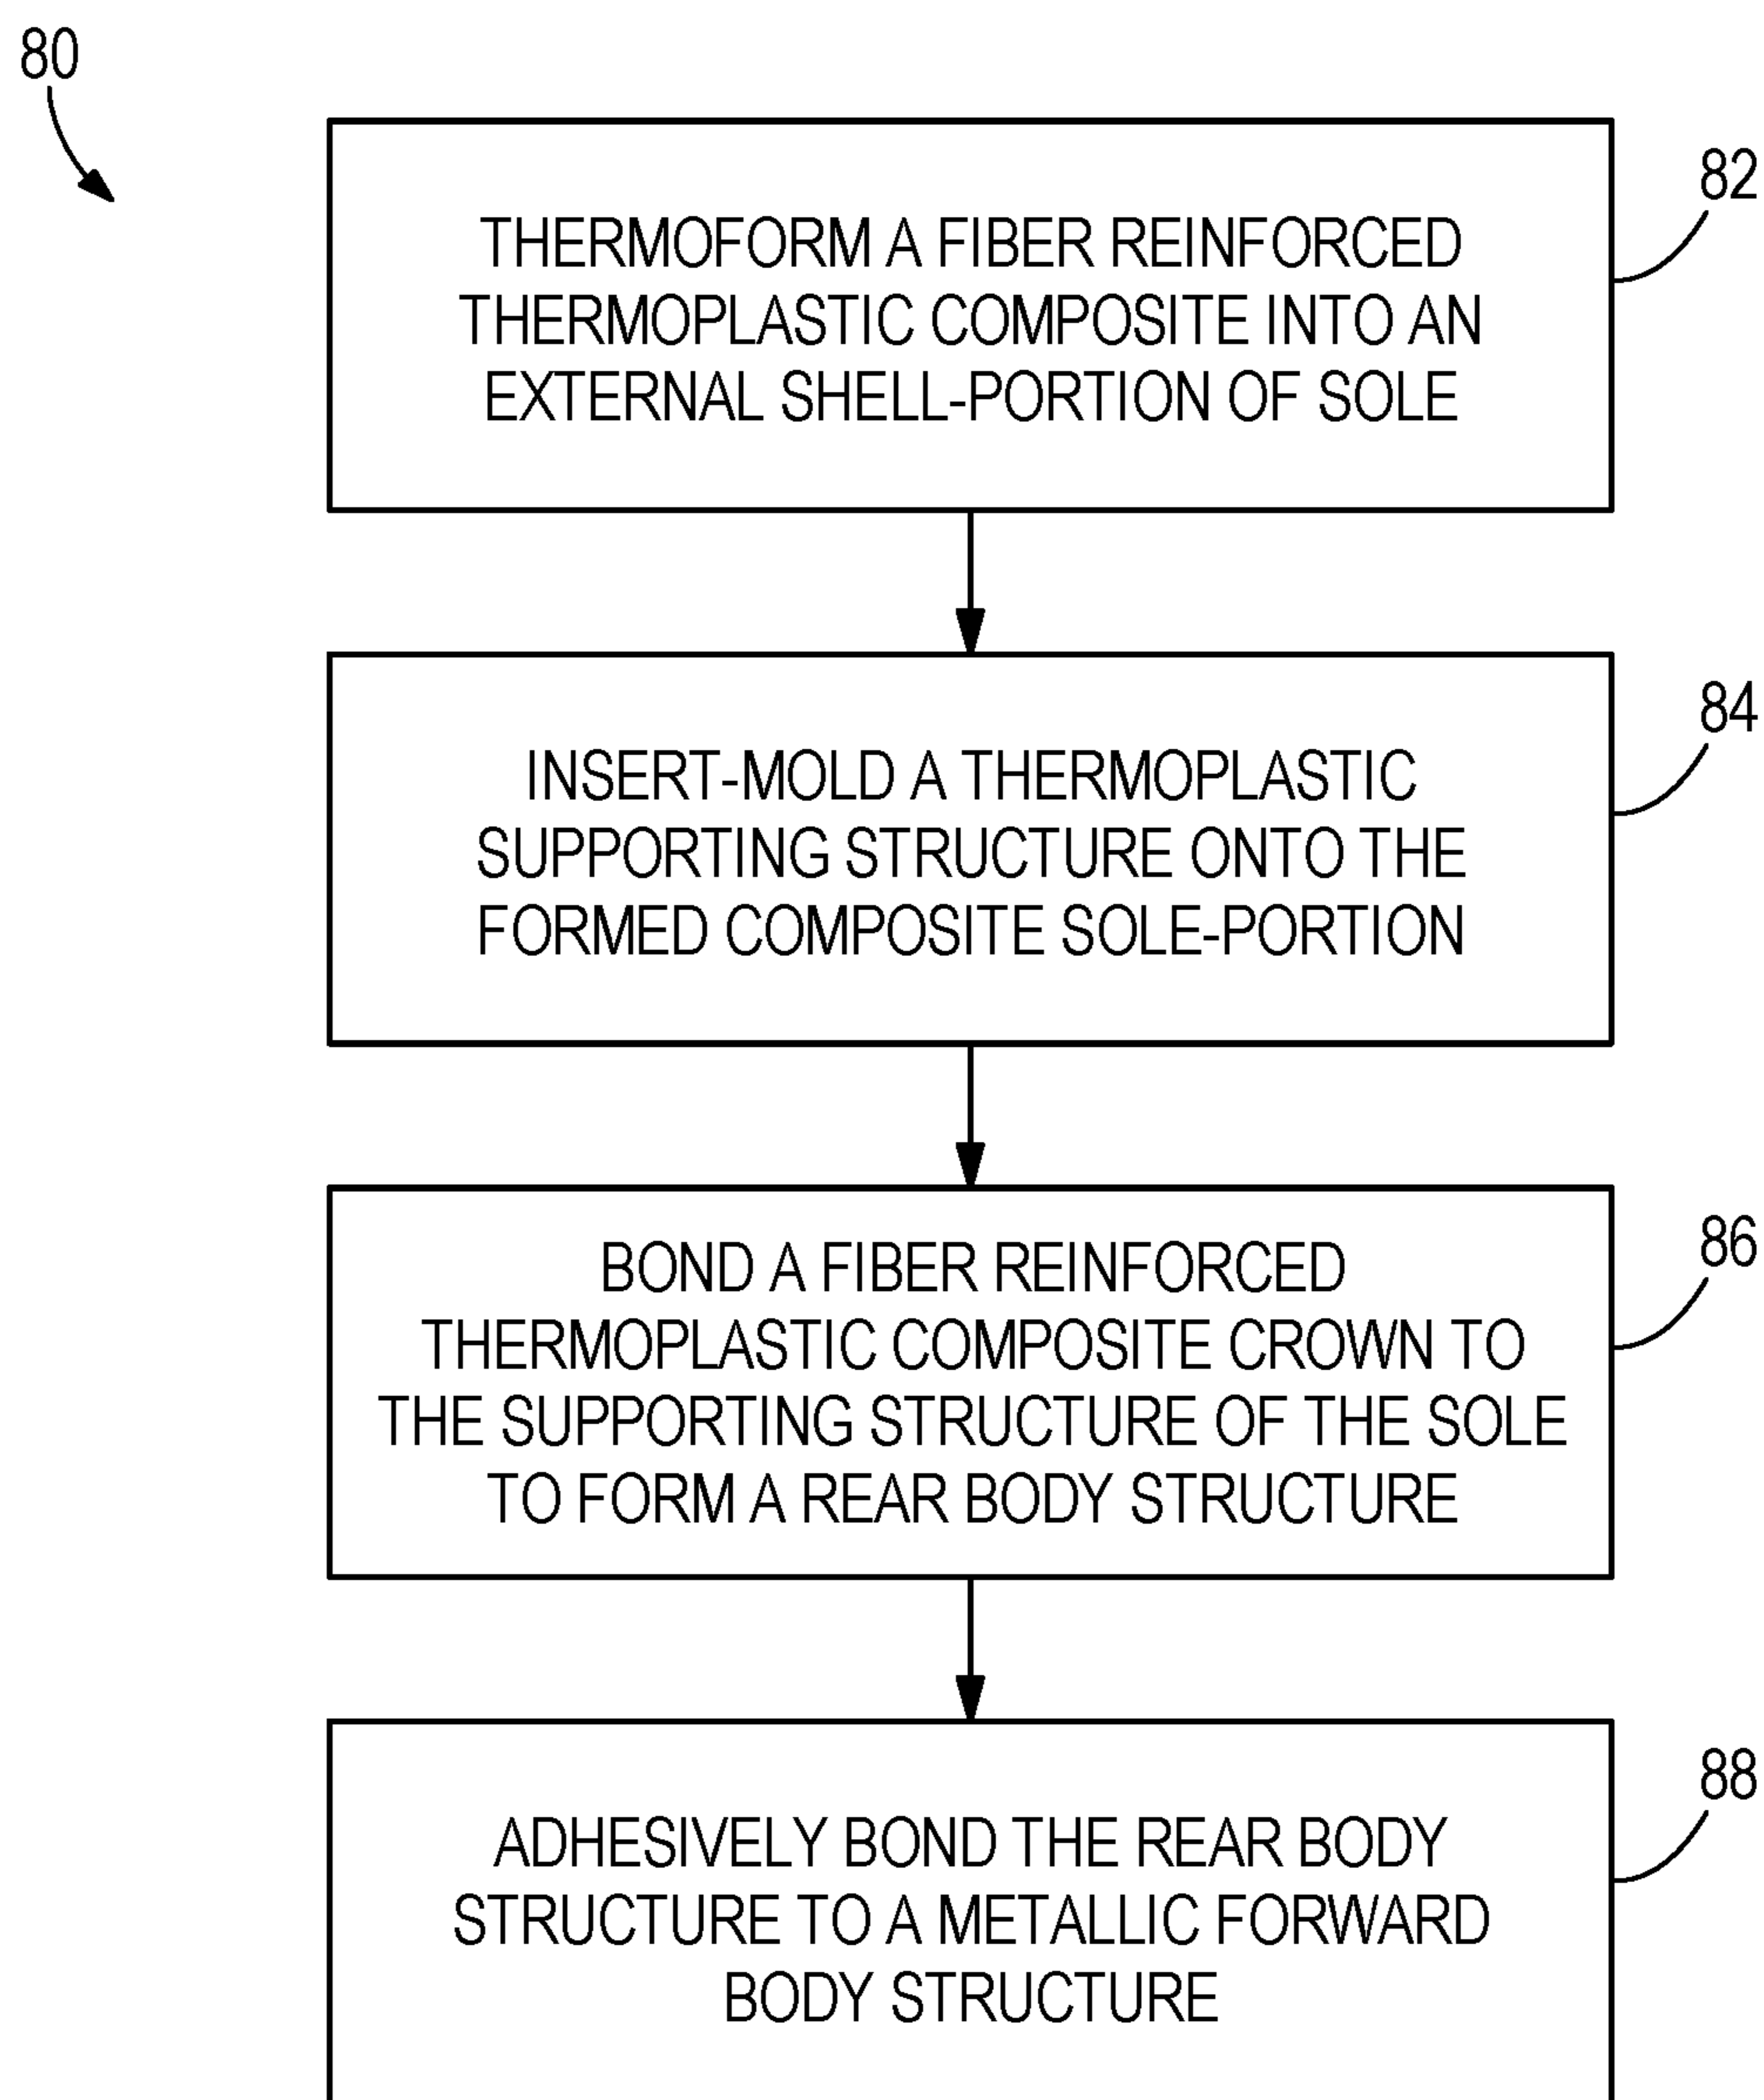 80
82
THERMOFORM A FIBER REINFORCED
THERMOPLASTIC COMPOSITE INTO AN
EXTERNAL SHELL-PORTION OF SOLE
84
INSERT-MOLD A THERMOPLASTIC
SUPPORTING STRUCTURE ONTO THE
FORMED COMPOSITE SOLE-PORTION
86
BOND A FIBER REINFORCED
THERMOPLASTIC COMPOSITE CROWN TO
THE SUPPORTING STRUCTURE OF THE SOLE
TO FORM A REAR BODY STRUCTURE
88
ADHESIVELY BOND THE REAR BODY
STRUCTURE TO A METALLIC FORWARD
BODY STRUCTURE